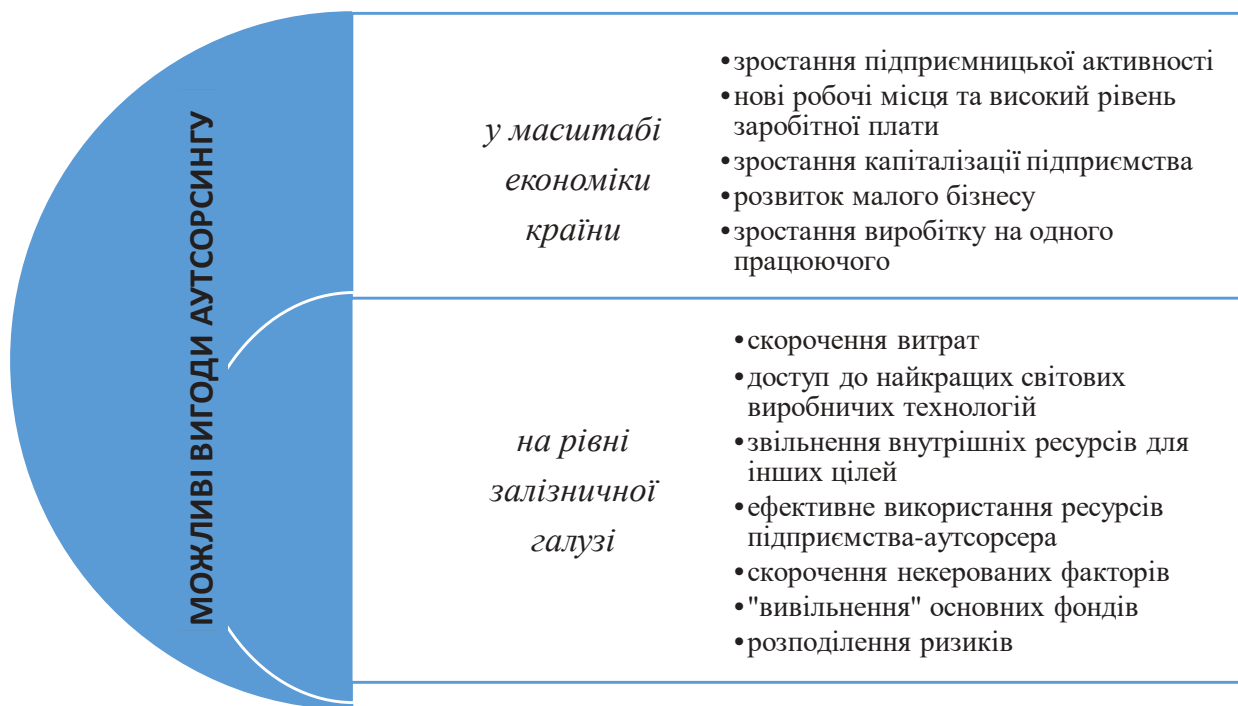 МОЖЛИВІ ВИГОДИ АУТСОРСИНГУ
у масштабі
економіки
країни
•зростання підприємницької активності
•нові робочі місця та високий рівень
заробітної плати
•зростання капіталізації підприємства
•розвиток малого бізнесу
•зростання виробітку на одного
працюючого
на рівні
залізничної
галузі
•скорочення витрат
•доступ до найкращих світових
виробничих технологій
•звільнення внутрішніх ресурсів для
інших цілей
•ефективне використання ресурсів
підприємства-аутсорсера
•скорочення некерованих факторів
•"вивільнення" основних фондів
•розподілення ризиків